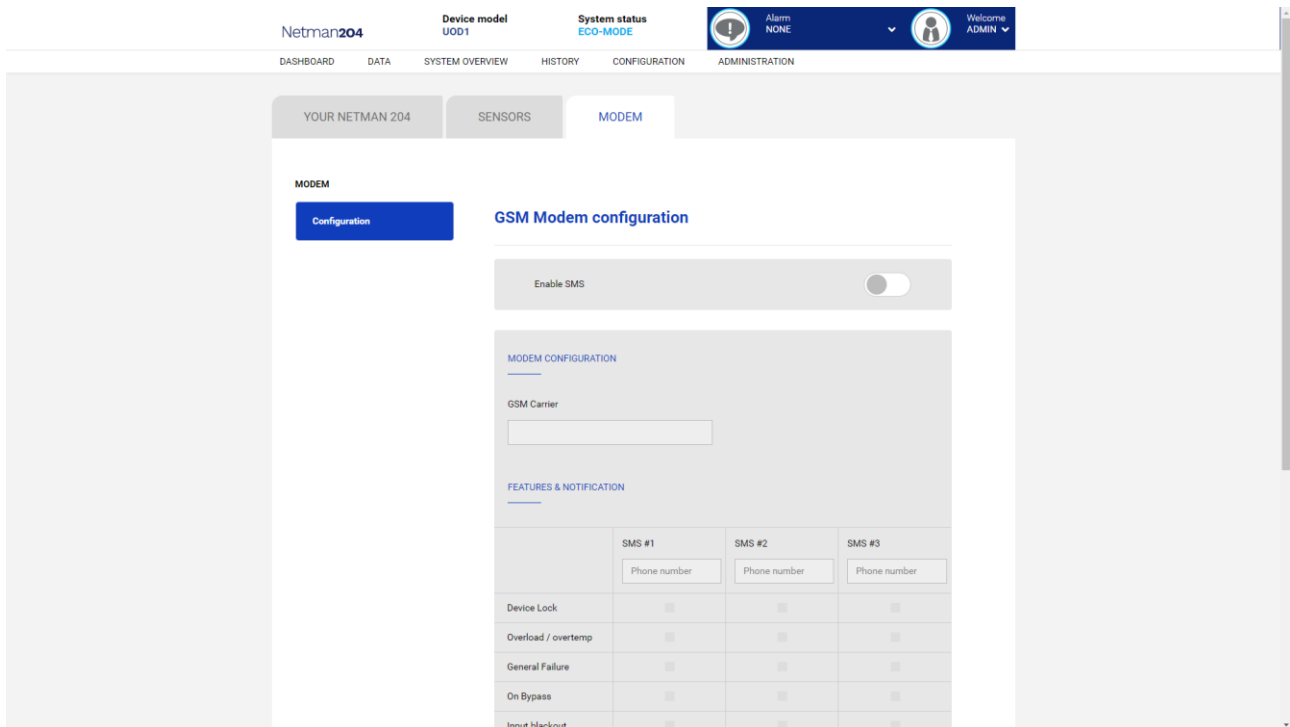 Netman204
Device model
UOD1
System status
ECO-MODE
Alarm
NONE
Welcome
ADMIN
DASHBOARD DATA SYSTEM OVERVIEW HISTORY CONFIGURATION ADMINISTRATION
YOUR NETMAN 204 SENSORS MODEM
MODEM
Configuration
GSM Modem configuration
Enable SMS
MODEM CONFIGURATION
GSM Carrier
FEATURES & NOTIFICATION
SMS #1 SMS #2 SMS #3
Phone number Phone number Phone number
Device Lock
Overload / overtemp
General Failure
On Bypass
Input blackout